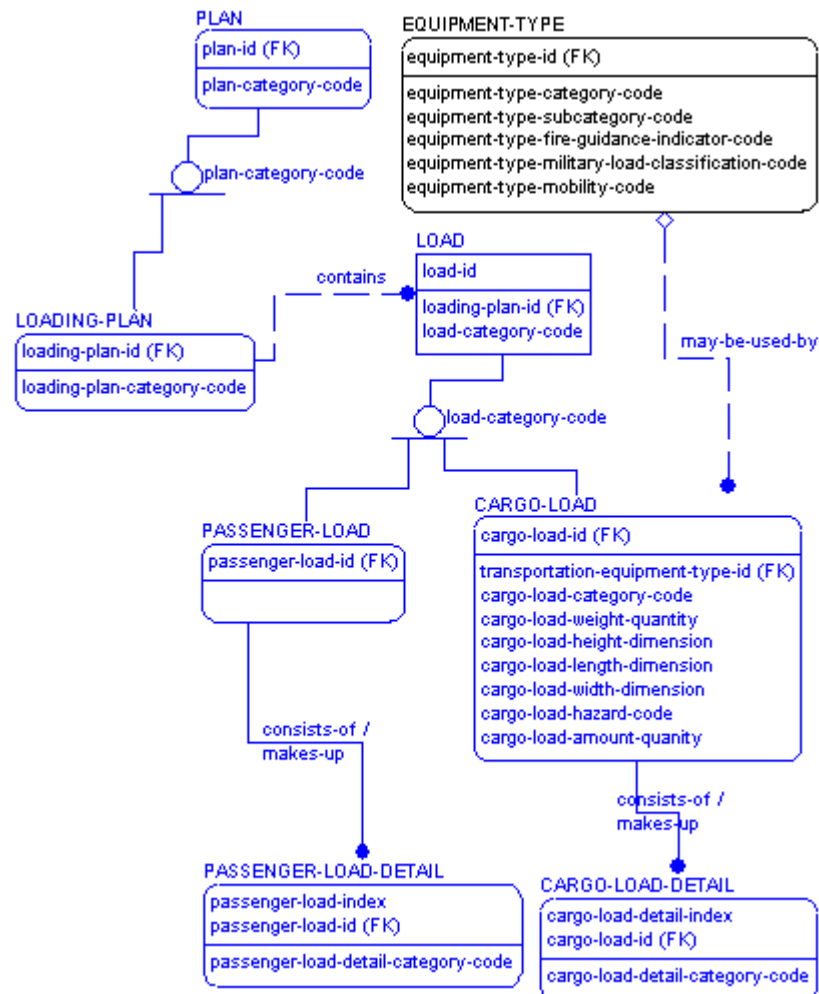 PLAN
plan-id (FK)
plan-category-code
plan-category-code
EQUIPMENT-TYPE
equipment-type-id (FK)
equipment-type-category-code
equipment-type-subcategory-code
equipment-type-fire-guidance-indicator-code
equipment-type-military-load-classification-code
equipment-type-mobility-code
LOADING-PLAN
loading-plan-id (FK)
loading-plan-category-code
contains
LOAD
load-id
loading-plan-id (FK)
load-category-code
may-be-used-by
load-category-code
PASSENGER-LOAD
passenger-load-id (FK)
CARGO-LOAD
cargo-load-id (FK)
transportation-equipment-type-id (FK)
cargo-load-category-code
cargo-load-weight-quantity
cargo-load-height-dimension
cargo-load-length-dimension
cargo-load-width-dimension
cargo-load-hazard-code
cargo-load-amount-quanity
consists-of /
makes-up
consists-of /
makes-up
PASSENGER-LOAD-DETAIL
passenger-load-index
passenger-load-id (FK)
passenger-load-detail-category-code
CARGO-LOAD-DETAIL
cargo-load-detail-index
cargo-load-id (FK)
cargo-load-detail-category-code